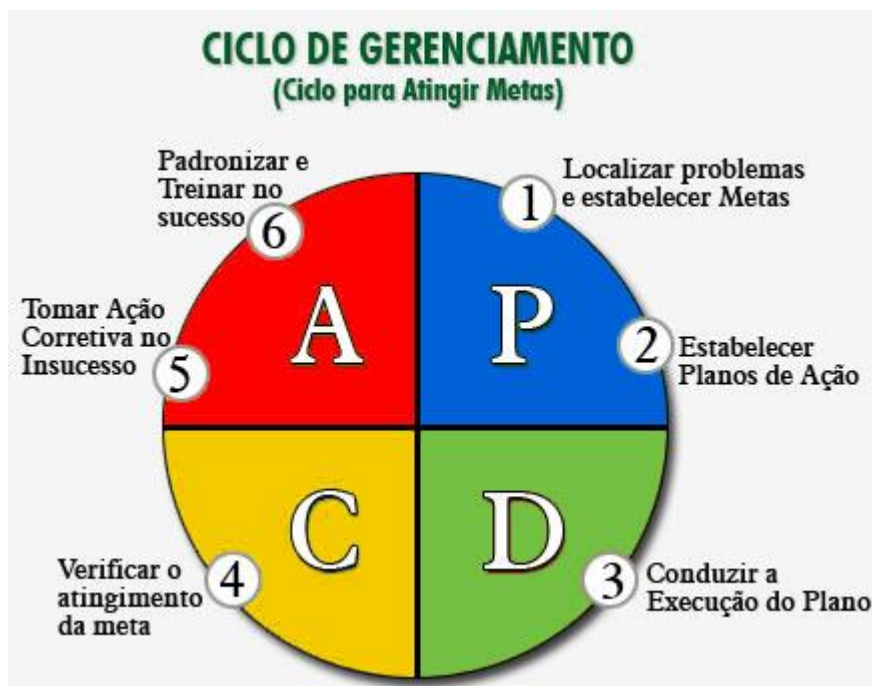 CICLO DE GERENCIAMENTO
(Ciclo para Atingir Metas)
Padronizar e
Treinar no
sucesso
6
1
Localizar problemas
e estabelecer Metas
A
P
Tomar Ação
Corretiva no
Insucesso
5
2
Estabelecer
Planos de Ação
C
D
Verificar o
atingimento
da meta
4
3
Conduzir a
Execução do Plano